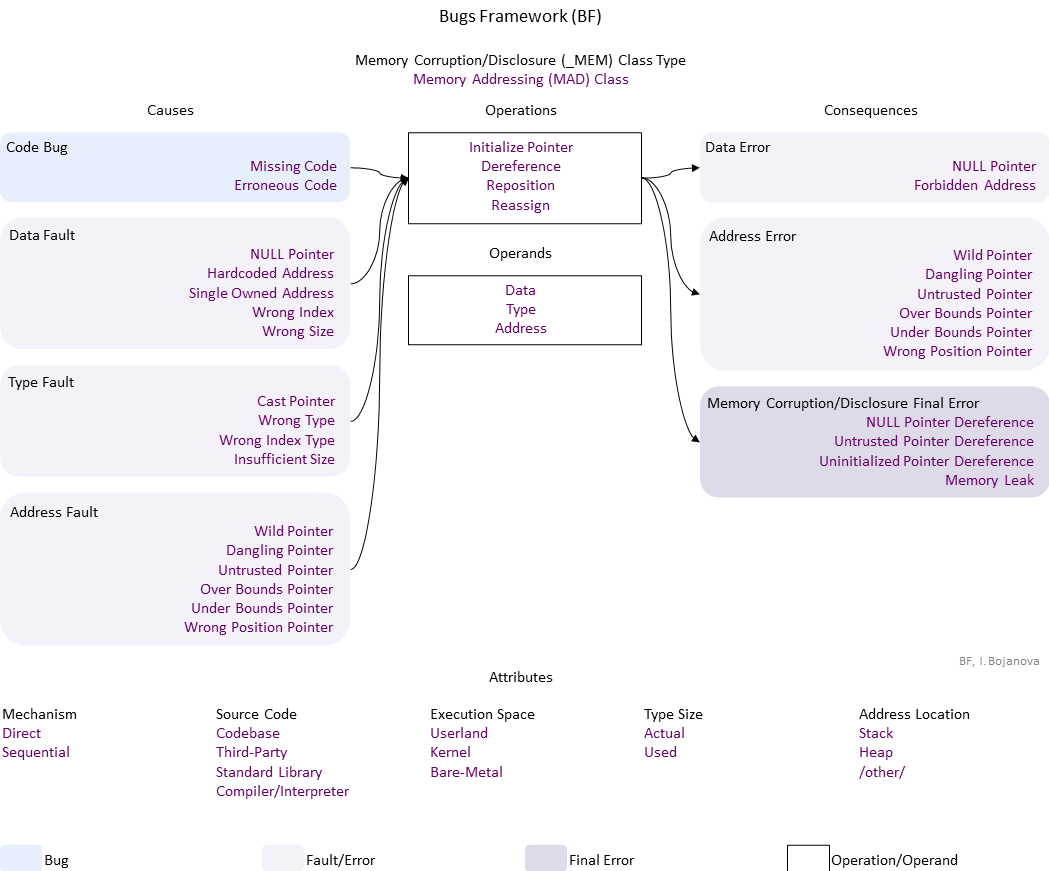 Bugs Framework (BF)
Memory Corruption/Disclosure (_MEM) Class Type
Memory Addressing (MAD) Class
Causes
Operations
Consequences
Code Bug
Missing Code
Erroneous Code
Data Fault
NULL Pointer
Hardcoded Address
Single Owned Address
Wrong Index
Wrong Size
Type Fault
Cast Pointer
Wrong Type
Wrong Index Type
Insufficient Size
Address Fault
Wild Pointer
Dangling Pointer
Untrusted Pointer
Over Bounds Pointer
Under Bounds Pointer
Wrong Position Pointer
Initialize Pointer
Dereference
Reposition
Reassign
Operands
Data
Type
Address
Data Error
NULL Pointer
Forbidden Address
Address Error
Wild Pointer
Dangling Pointer
Untrusted Pointer
Over Bounds Pointer
Under Bounds Pointer
Wrong Position Pointer
Memory Corruption/Disclosure Final Error
NULL Pointer Dereference
Untrusted Pointer Dereference
Uninitialized Pointer Dereference
Memory Leak
BF, I. Bojanova
Attributes
Mechanism
Direct
Sequential
Source Code
Codebase
Third-Party
Standard Library
Compiler/Interpreter
Execution Space
Userland
Kernel
Bare-Metal
Type Size
Actual
Used
Address Location
Stack
Heap
/other/
Bug
Fault/Error
Final Error
Operation/Operand